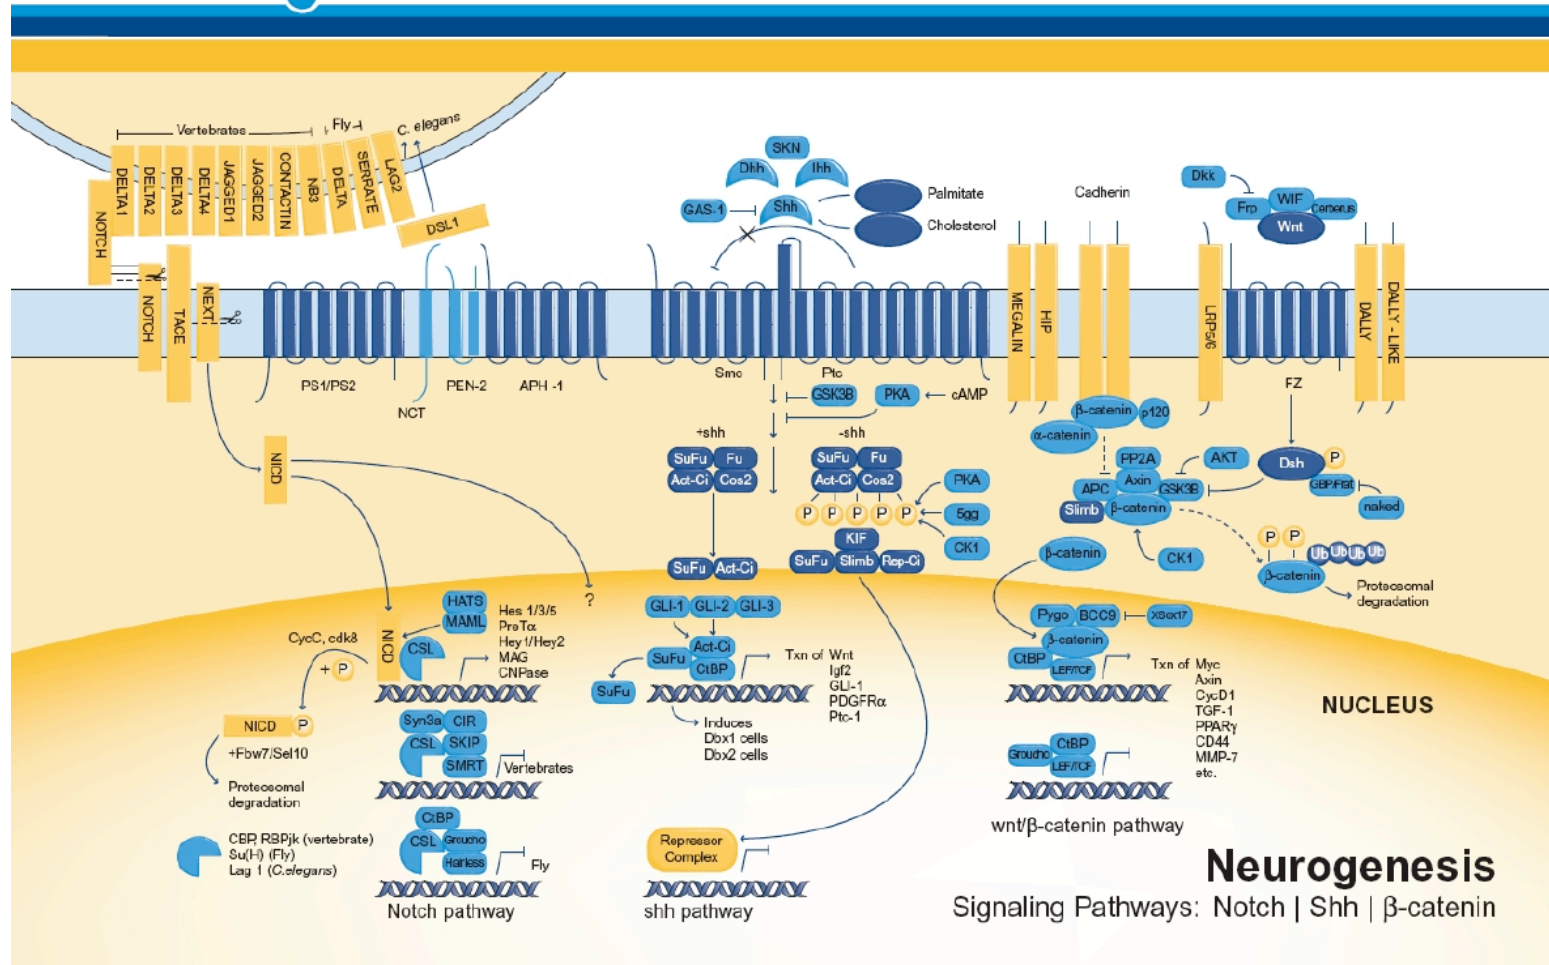 Vertebrates
Fly
C. elegans
DELTA1
DELTA2
DELTA3
DELTA4
JAGGED1
JAGGED2
CONTACTIN
NB3
DELTA
SERRATE
LAG2
DSL1
NOTCH
NOTCH
TACE
NEXT
PS1/PS2
NCT
PEN-2
APH -1
NICD
?
SKN
Dhh
Ihh
GAS-1
Shh
Palmitate
Cholesterol
Smo
Ptc
GSK3B
PKA
cAMP
+shh
-shh
SuFu
Fu
Act-Ci
Cos2
SuFu
Fu
Act-Ci
Cos2
P
P
P
P
P
PKA
5gg
CK1
KIF
SuFu
Slimb
Rep-Ci
SuFu
Act-Ci
MEGALIN
HIP
Cadherin
β-catenin
p120
α-catenin
Dkk
Frp
WIF
Cerberus
Wnt
LRP5/6
FZ
DALLY
DALLY - LIKE
PP2A
AKT
Axin
APC
GSK3B
Slimb
β-catenin
Dsh
P
GBP/Frat
naked
β-catenin
CK1
P
P
Ub
Ub
Ub
Ub
β-catenin
Proteosomal
degradation
HATS
MAML
NICD
CSL
Hes 1/3/5
PreTα
Hey1/Hey2
MAG
CNPase
CycC, cdk8
+
P
NICD
P
+Fbw7/Sel10
Proteosomal
degradation
Syn3a
CIR
CSL
SKIP
SMRT
Vertebrates
CtBP
CSL
Groucho
Hairless
Fly
CBP, RBPjk (vertebrate)
Su(H) (Fly)
Lag 1 (C.elegans)
Notch pathway
GLI-1
GLI-2
GLI-3
Act-Ci
SuFu
CtBP
SuFu
Txn of Wnt
Igf2
GLI-1
PDGFRα
Ptc-1
Induces
Dbx1 cells
Dbx2 cells
Repressor
Complex
shh pathway
Pygo
BCC9
XSox17
β-catenin
CtBP
LEF/TCF
Txn of Myc
Axin
CycD1
TGF-1
PPARγ
CD44
MMP-7
etc.
CtBP
Groucho
LEF/TCF
wnt/β-catenin pathway
NUCLEUS
Neurogenesis
Signaling Pathways: Notch | Shh | β-catenin